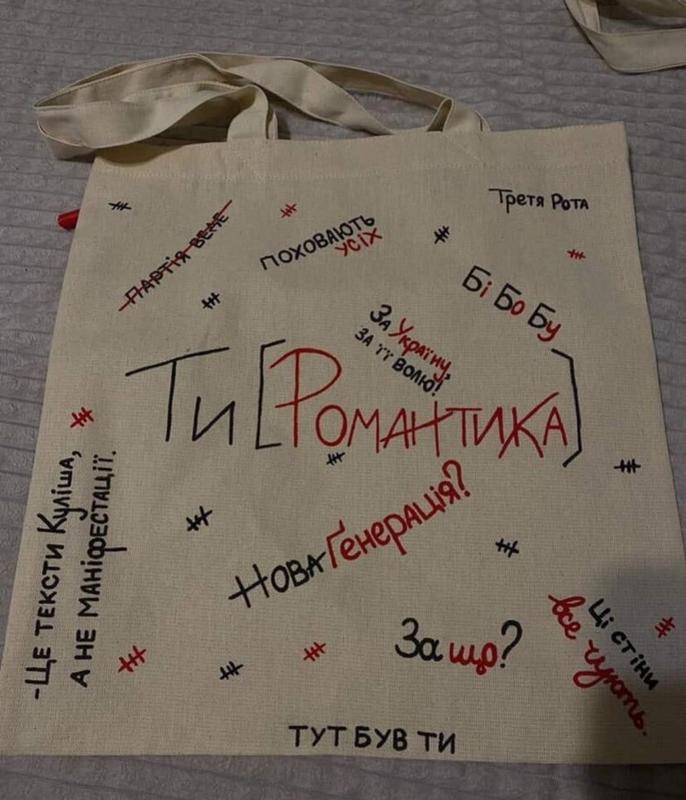 Третя Рота
ПАРТІЯ ВЕДЕ
ПОХОВАЮТЬ
УСІХ
Бі Бо Бу
За Україну,
за її волю!
Ти [Романтика]
-Це тексти Куліша,
а не маніфестації.
Нова Ґенерація?
За що?
Ці стіни
все чують.
ТУТ БУВ ТИ